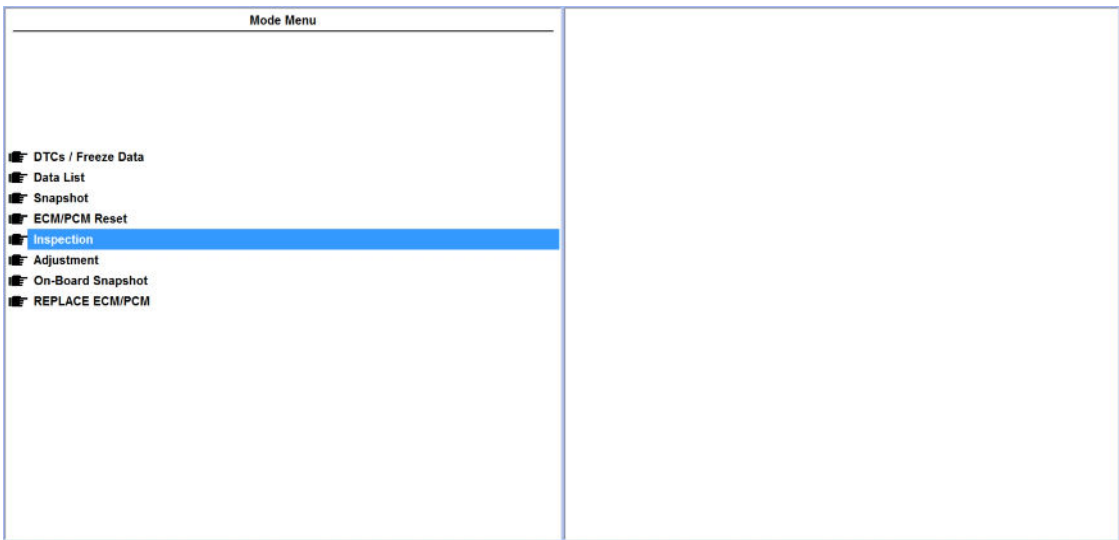 Mode Menu
DTCs / Freeze Data
Data List
Snapshot
ECM/PCM Reset
Inspection
Adjustment
On-Board Snapshot
REPLACE ECM/PCM